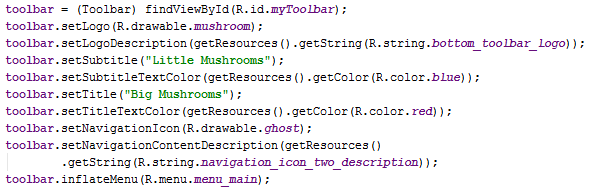 toolbar = (Toolbar) findViewById(R.id.myToolbar);
toolbar.setLogo(R.drawable.mushroom);
toolbar.setLogoDescription(getResources().getString(R.string.bottom_toolbar_logo));
toolbar.setSubtitle("Little Mushrooms");
toolbar.setSubtitleTextColor(getResources().getColor(R.color.blue));
toolbar.setTitle("Big Mushrooms");
toolbar.setTitleTextColor(getResources().getColor(R.color.red));
toolbar.setNavigationIcon(R.drawable.ghost);
toolbar.setNavigationContentDescription(getResources()
        .getString(R.string.navigation_icon_two_description));
toolbar.inflateMenu(R.menu.menu_main);